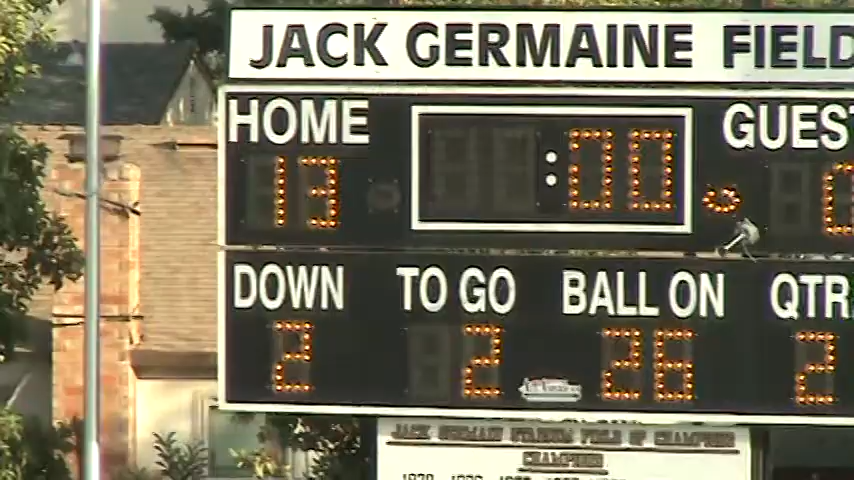 JACK GERMAINE FIELD
HOME GUEST
13 :00 0
DOWN TO GO BALL ON QTR
2 2 26 2
JACK GERMAINE STADIUM FIELD OF CHAMPIONS
CHAMPIONS